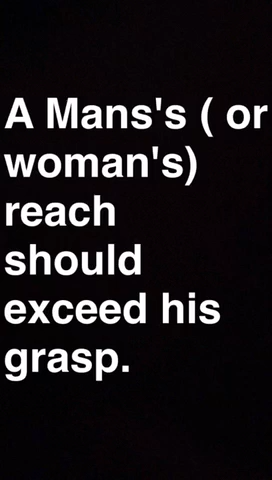 A Mans's ( or
woman's)
reach
should
exceed his
grasp.